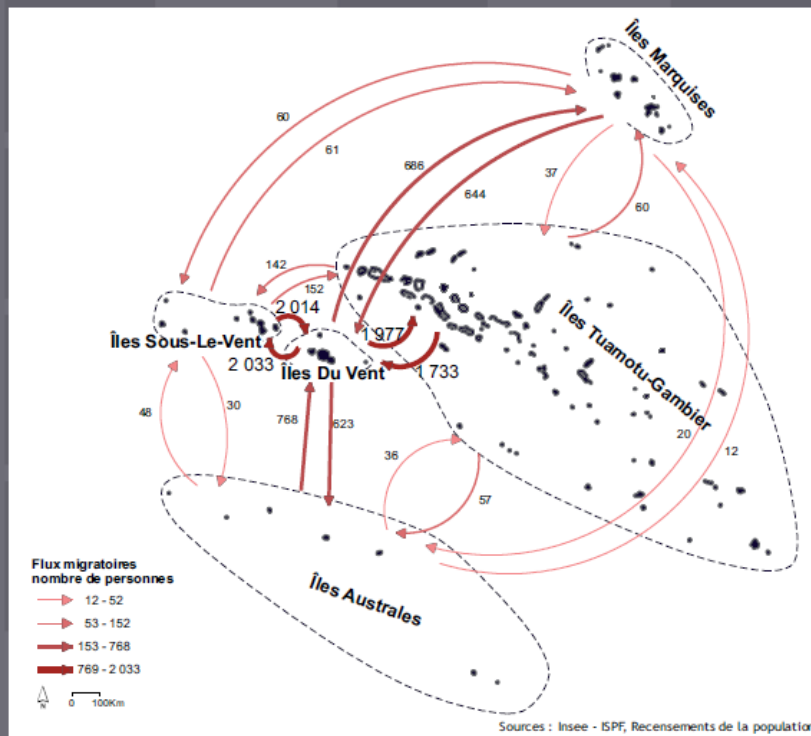 Îles Marquises
60
61
686
644
37
60
142
152
2 014
Îles Sous-Le-Vent
2 033
Îles Du Vent
1 977
1 733
Îles Tuamotu-Gambier
48
30
768
623
36
57
20
12
Îles Australes
Flux migratoires
nombre de personnes
12 - 52
53 - 152
153 - 768
769 - 2 033
N
0 100Km
Sources : Insee - ISPF, Recensements de la population